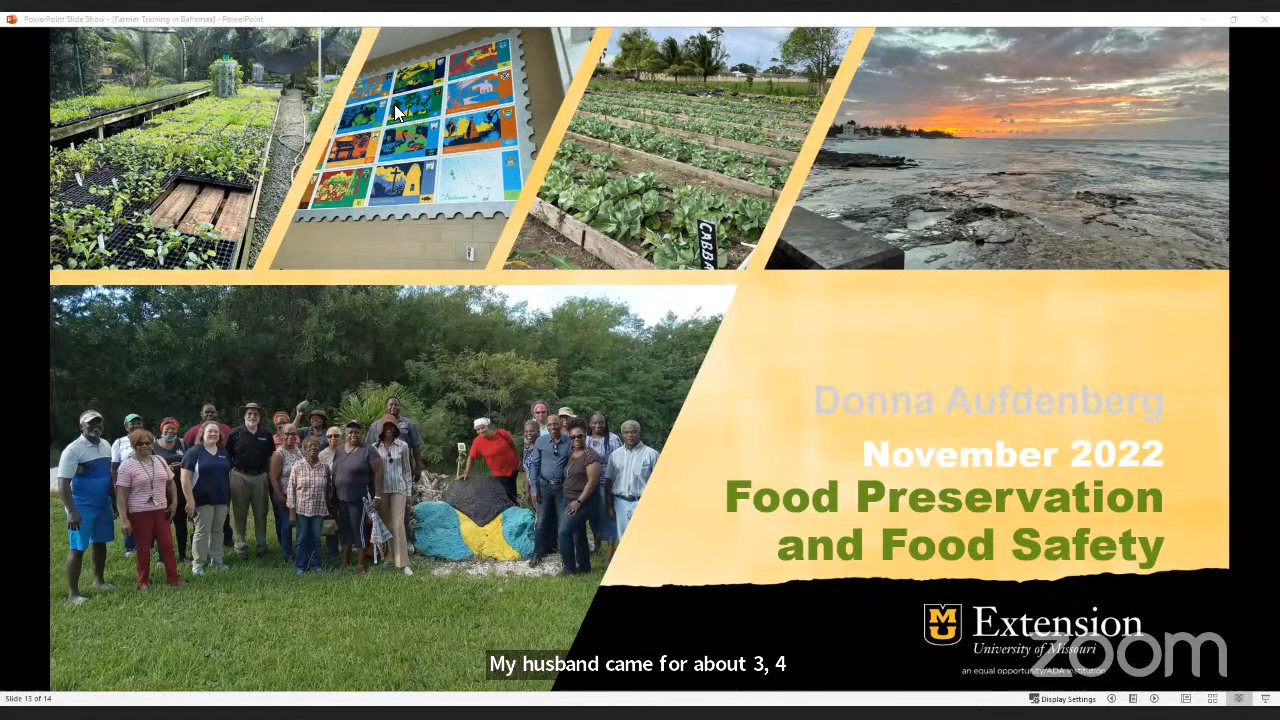 PowerPoint Slide Show - [Farmer Training in Bahamas] - PowerPoint
CABBA
Donna Aufdenberg
November 2022
Food Preservation
and Food Safety
MU
Extension
University of Missouri
an equal opportunity/ADA institution
zoom
My husband came for about 3, 4
Slide 13 of 14
Display Settings